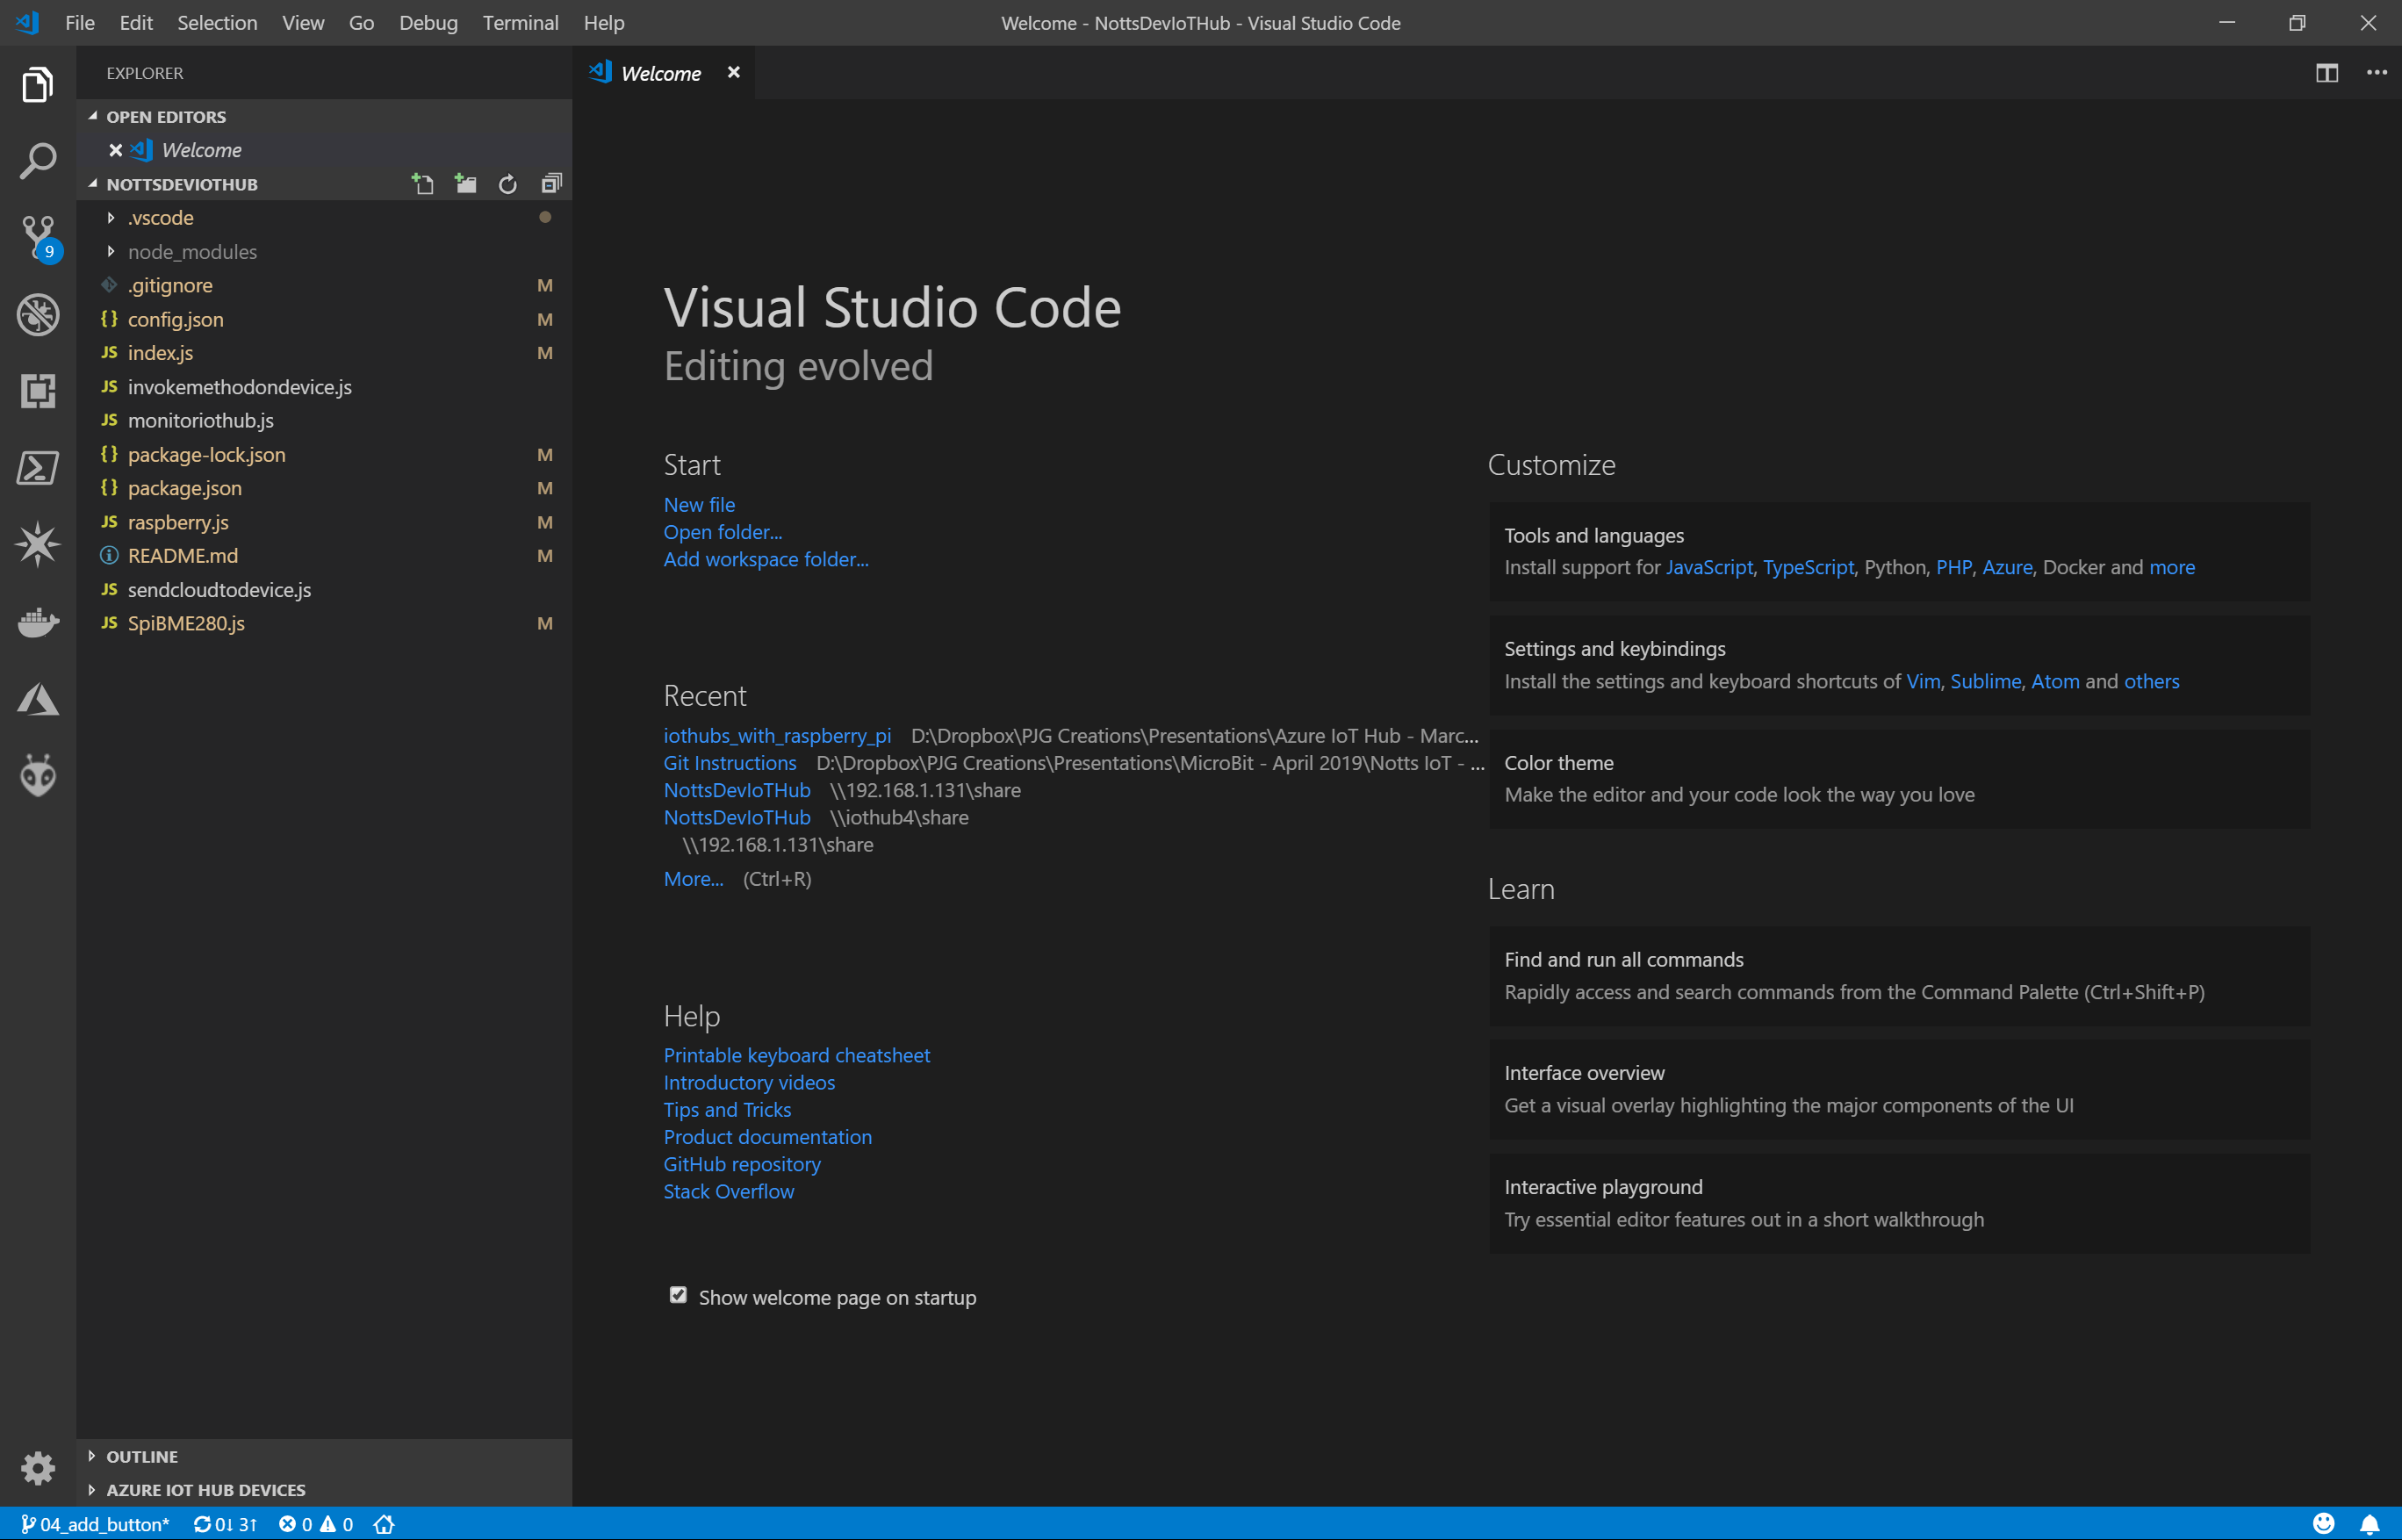 File Edit Selection View Go Debug Terminal Help
Welcome - NottsDevIoTHub - Visual Studio Code
EXPLORER
OPEN EDITORS
Welcome
NOTTSDEVIOTHUB
.vscode
node_modules
.gitignore M
config.json M
index.js M
invokemethodondevice.js
monitoriothub.js
package-lock.json M
package.json M
raspberry.js M
README.md M
sendcloudtodevice.js
SpiBME280.js M
9
OUTLINE
AZURE IOT HUB DEVICES
Welcome
Visual Studio Code
Editing evolved
Start
New file
Open folder...
Add workspace folder...
Recent
iothubs_with_raspberry_pi D:\Dropbox\PJG Creations\Presentations\Azure IoT Hub - Marc...
Git Instructions D:\Dropbox\PJG Creations\Presentations\MicroBit - April 2019\Notts IoT - ...
NottsDevIoTHub \\192.168.1.131\share
NottsDevIoTHub \\iothub4\share
\\192.168.1.131\share
More... (Ctrl+R)
Help
Printable keyboard cheatsheet
Introductory videos
Tips and Tricks
Product documentation
GitHub repository
Stack Overflow
Show welcome page on startup
Customize
Tools and languages
Install support for JavaScript, TypeScript, Python, PHP, Azure, Docker and more
Settings and keybindings
Install the settings and keyboard shortcuts of Vim, Sublime, Atom and others
Color theme
Make the editor and your code look the way you love
Learn
Find and run all commands
Rapidly access and search commands from the Command Palette (Ctrl+Shift+P)
Interface overview
Get a visual overlay highlighting the major components of the UI
Interactive playground
Try essential editor features out in a short walkthrough
04_add_button* 0↓ 3↑ 0 0